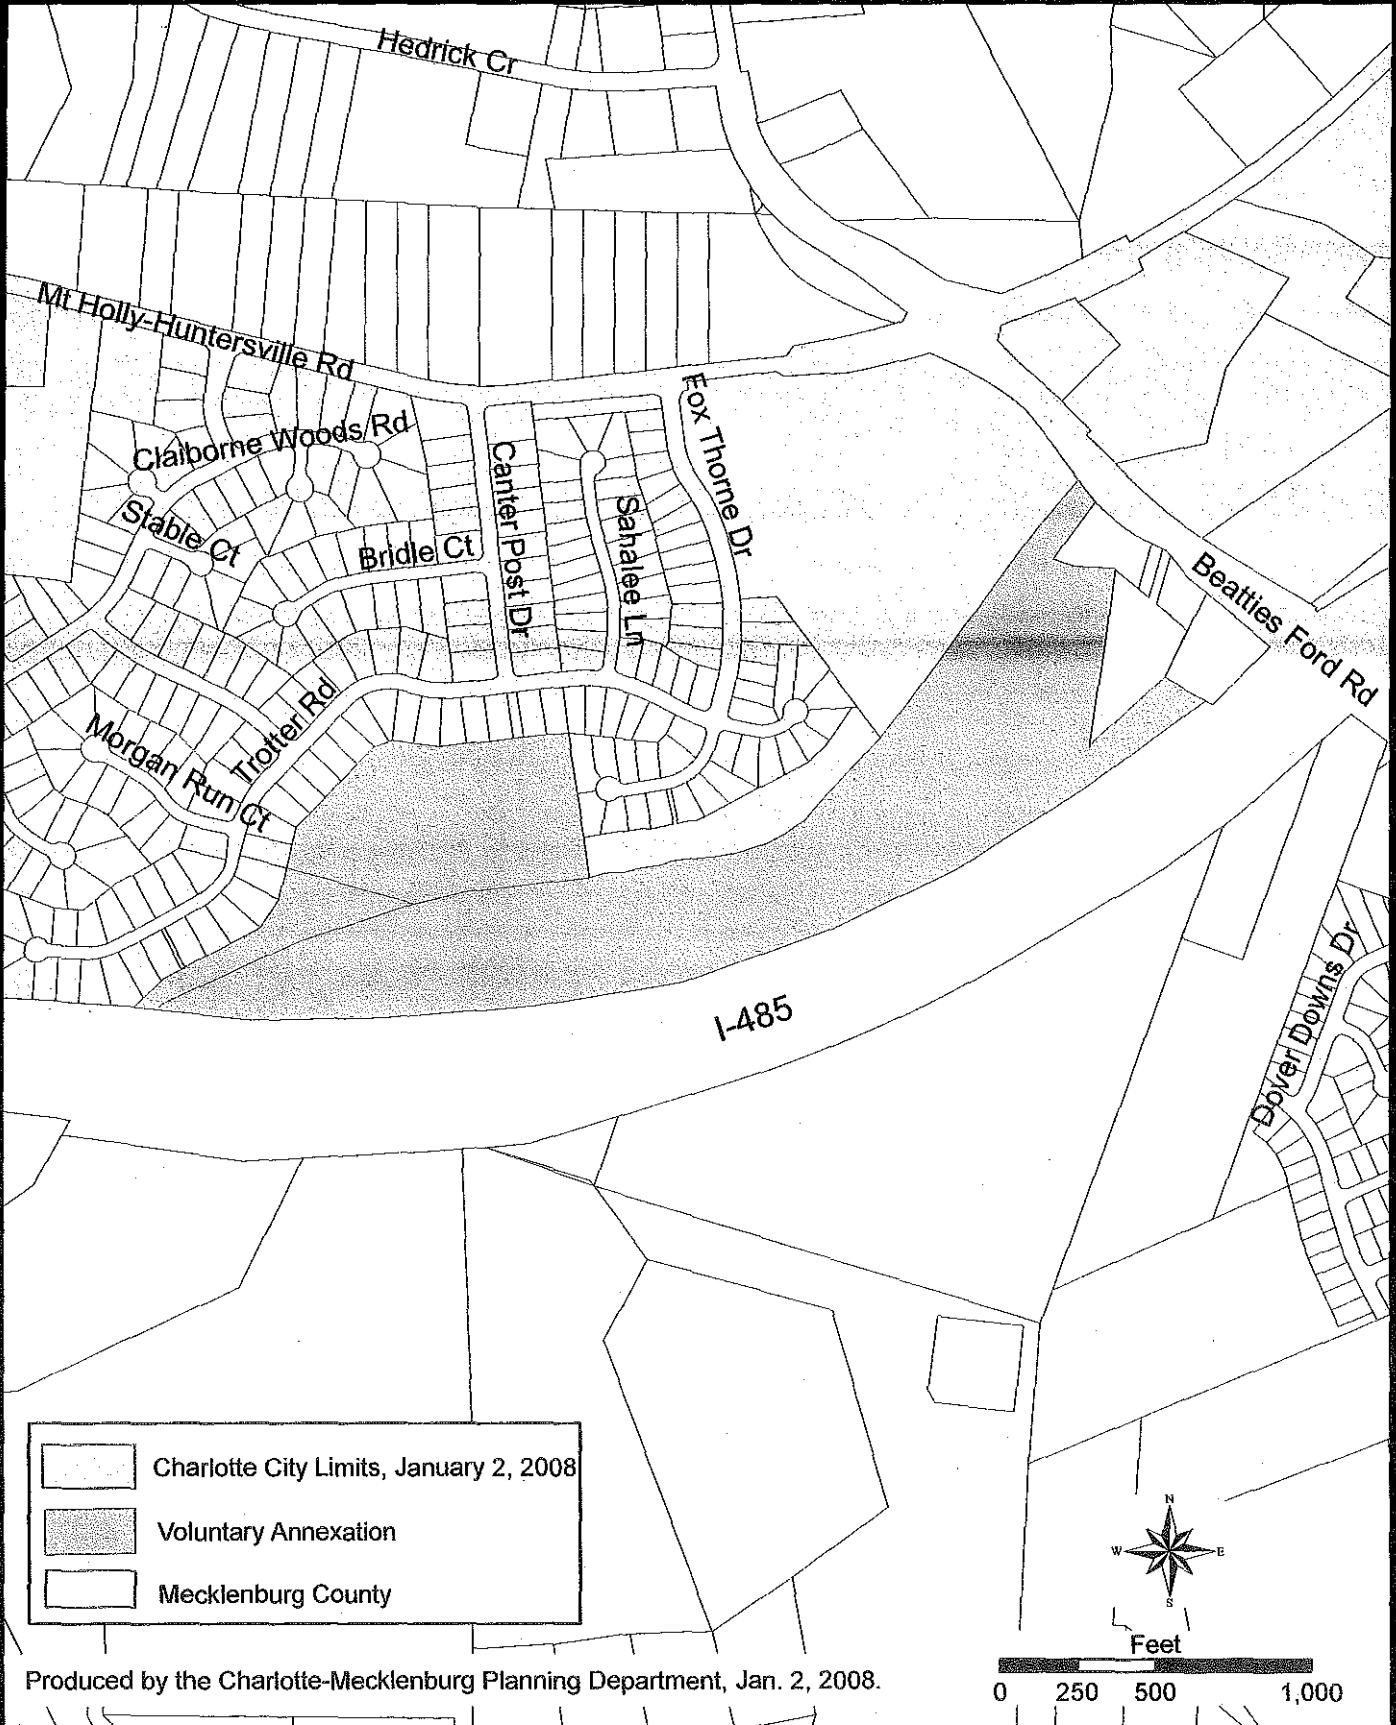 Hedrick Cr
Mt Holly-Huntersville Rd
Claiborne Woods Rd
Fox Thorne Dr
Canter Post Dr
Sahalee Ln
Stable Ct
Bridle Ct
Beatties Ford Rd
Trotter Rd
Morgan Run Ct
I-485
Dover Downs Dr
Charlotte City Limits, January 2, 2008
Voluntary Annexation
Mecklenburg County
N
W E
S
Feet
0 250 500 1,000
Produced by the Charlotte-Mecklenburg Planning Department, Jan. 2, 2008.